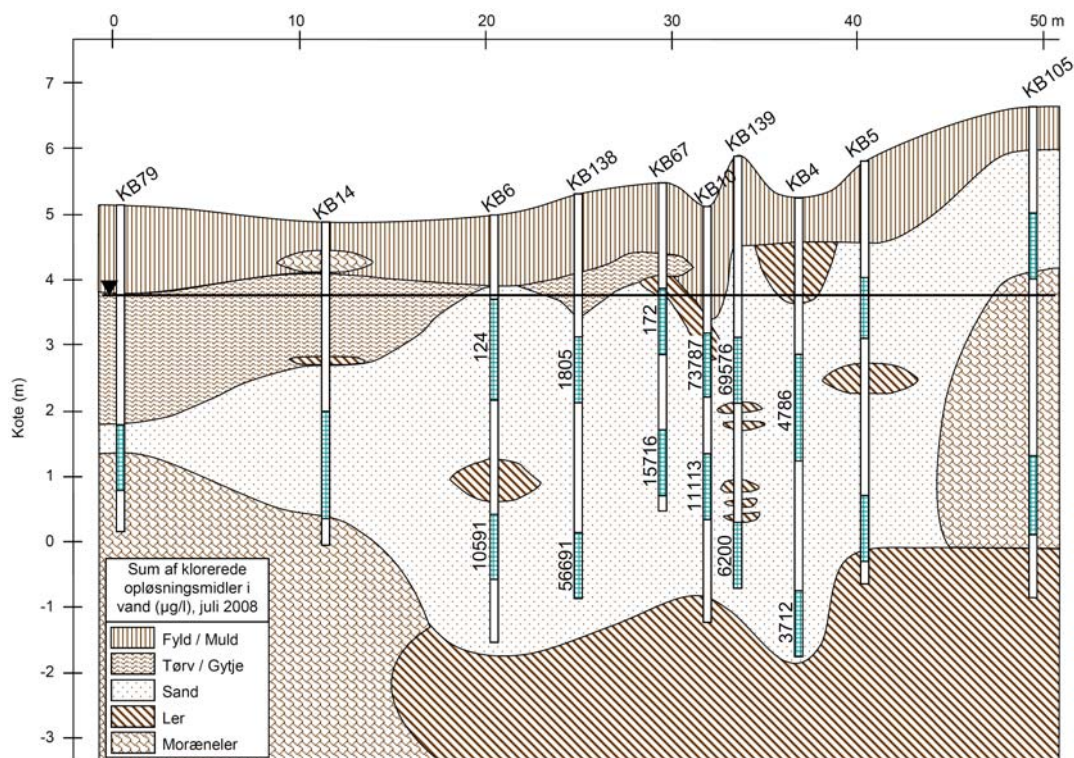 0 10 20 30 40 50 m
7
6
5
4
3
2
1
0
-1
-2
-3
Kote (m)
KB79
KB14
KB6
KB138
KB67
KB10
KB139
KB4
KB5
KB105
124
10591
1805
56691
172
15716
73787
11113
69576
6200
4786
3712
Sum af klorerede
opløsningsmidler i
vand (µg/l), juli 2008
Fyld / Muld
Tørv / Gytje
Sand
Ler
Moræneler